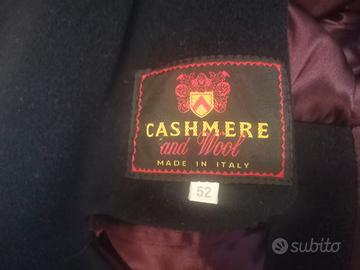 CASHMERE
and Wool
MADE IN ITALY
52
subito